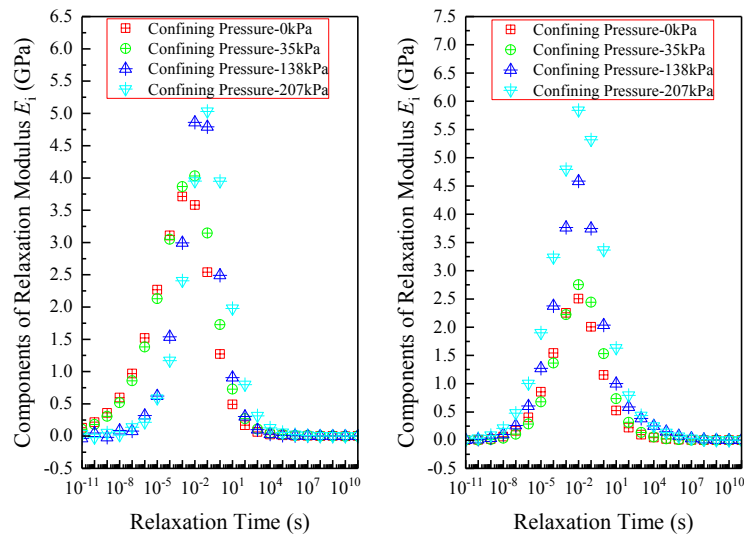 6.5
6.0
5.5
5.0
4.5
4.0
3.5
3.0
2.5
2.0
1.5
1.0
0.5
0.0
-0.5
Components of Relaxation Modulus Ei (GPa)
Confining Pressure-0kPa
Confining Pressure-35kPa
Confining Pressure-138kPa
Confining Pressure-207kPa
10-11 10-8 10-5 10-2 101 104 107 1010
Relaxation Time (s)
7.5
7.0
6.5
6.0
5.5
5.0
4.5
4.0
3.5
3.0
2.5
2.0
1.5
1.0
0.5
0.0
-0.5
Components of Relaxation Modulus Ei (GPa)
Confining Pressure-0kPa
Confining Pressure-35kPa
Confining Pressure-138kPa
Confining Pressure-207kPa
10-11 10-8 10-5 10-2 101 104 107 1010
Relaxation Time (s)